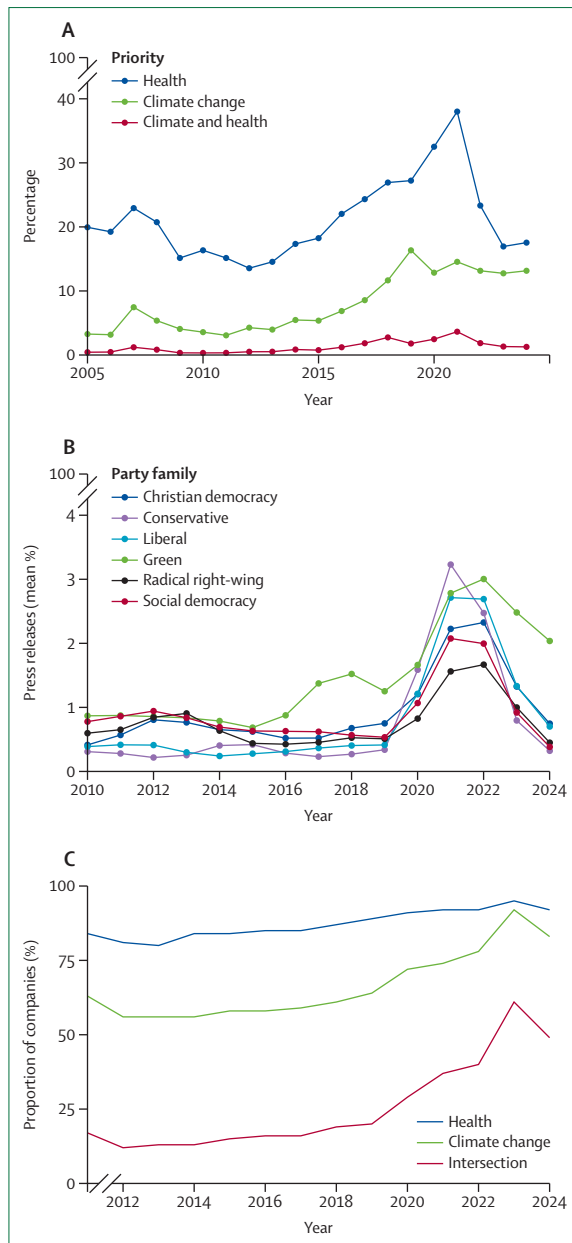 A
Priority
Health
Climate change
Climate and health
100
40
30
20
10
0
Percentage
2005
2010
2015
2020
Year
B
Party family
Christian democracy
Conservative
Liberal
Green
Radical right-wing
Social democracy
100
4
3
2
1
0
Press releases (mean %)
2010
2012
2014
2016
2018
2020
2022
2024
Year
C
100
75
50
25
0
Proportion of companies (%)
Health
Climate change
Intersection
2012
2014
2016
2018
2020
2022
2024
Year